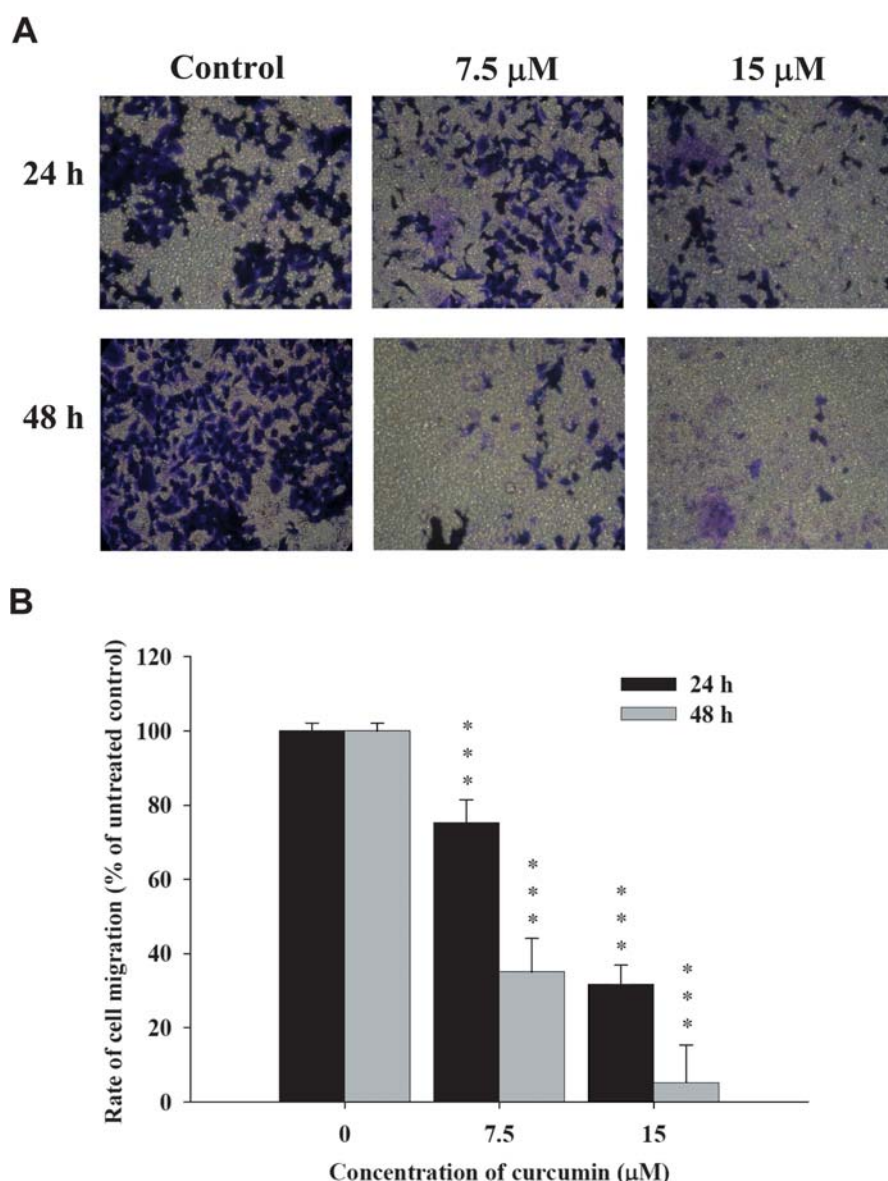 A
Control 7.5 μM 15 μM
24 h
48 h
B
Rate of cell migration (% of untreated control)
120
100
80
60
40
20
0
24 h
48 h
***
***
***
***
0 7.5 15
Concentration of curcumin (μM)